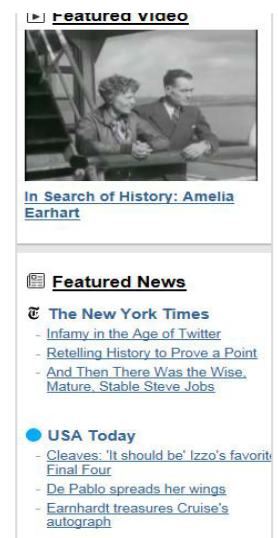 Featured Video
In Search of History: Amelia
Earhart
Featured News
The New York Times
- Infamy in the Age of Twitter
- Retelling History to Prove a Point
- And Then There Was the Wise,
Mature, Stable Steve Jobs
USA Today
- Cleaves: 'It should be' Izzo's favorite
Final Four
- De Pablo spreads her wings
- Earnhardt treasures Cruise's
autograph